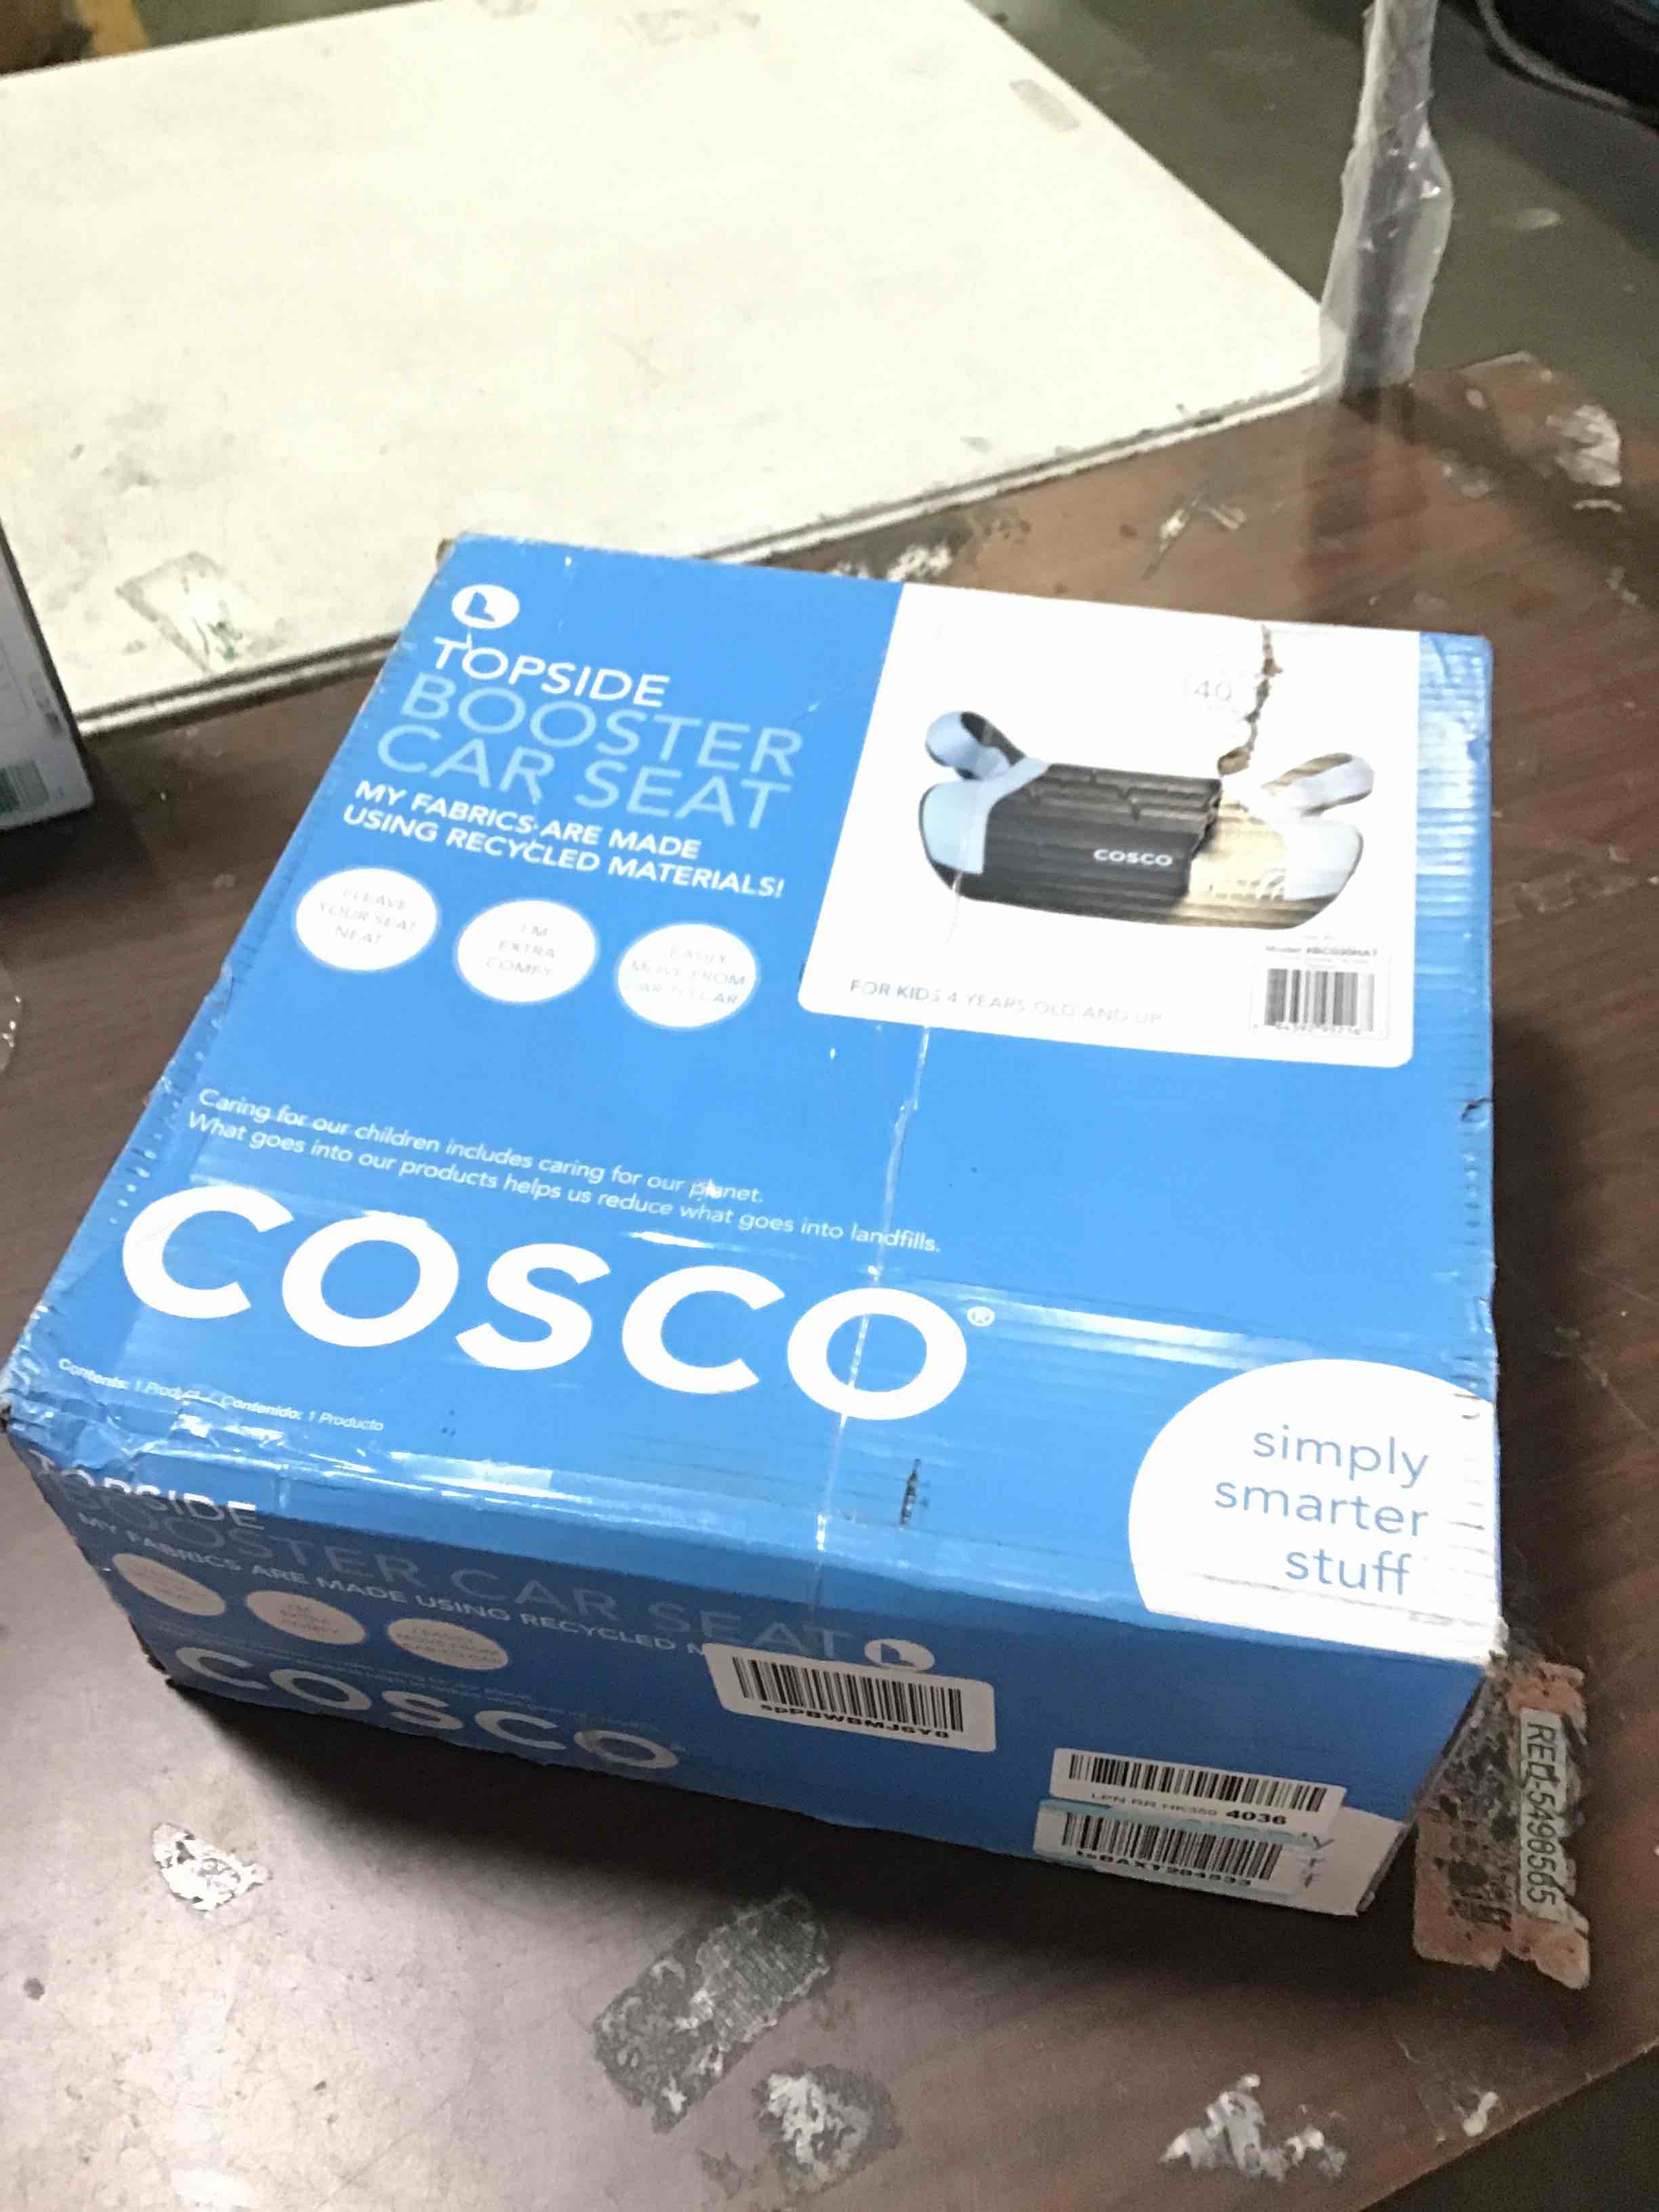 TOPSIDE
BOOSTER
CAR SEAT
MY FABRICS ARE MADE
USING RECYCLED MATERIALS!
I LEAVE
YOUR SEAT
NEAT
I'M
EXTRA
COMFY
EASILY
MOVE FROM
CAR TO CAR
40
COSCO
FOR KIDS 4 YEARS OLD AND UP
Caring for our children includes caring for our planet.
What goes into our products helps us reduce what goes into landfills.
COSCO®
Contents: 1 Product / Contenido: 1 Producto
simply
smarter
stuff
TOPSIDE
BOOSTER CAR SEAT
MY FABRICS ARE MADE USING RECYCLED
COSCO
spPBWBMJ6Y8
4036
REL-5498565